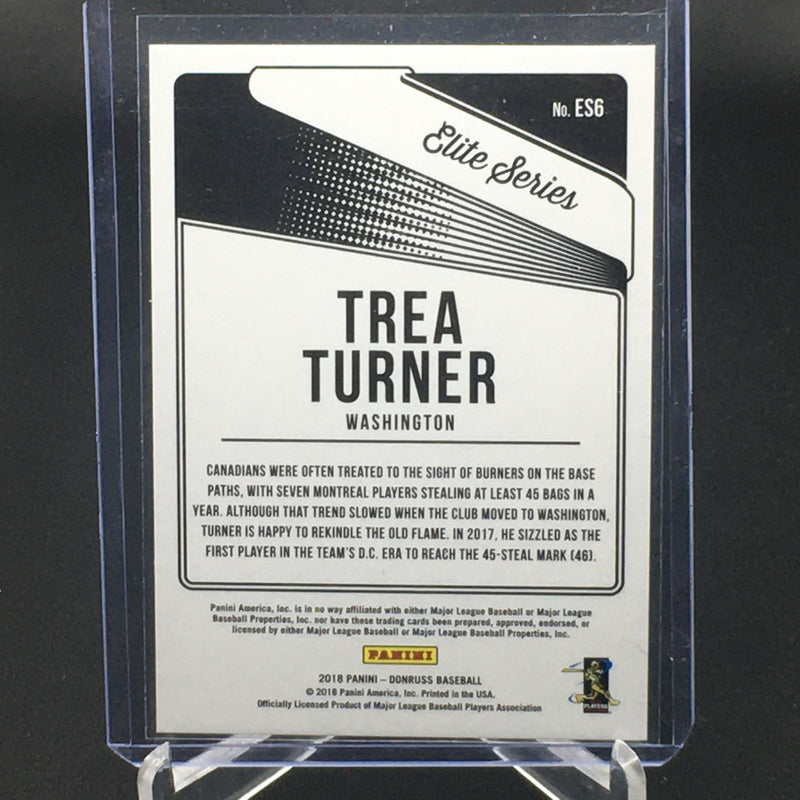 No. ES6
Elite Series
TREA
TURNER
WASHINGTON
CANADIANS WERE OFTEN TREATED TO THE SIGHT OF BURNERS ON THE BASE
PATHS, WITH SEVEN MONTREAL PLAYERS STEALING AT LEAST 45 BAGS IN A
YEAR. ALTHOUGH THAT TREND SLOWED WHEN THE CLUB MOVED TO WASHINGTON,
TURNER IS HAPPY TO REKINDLE THE OLD FLAME. IN 2017, HE SIZZLED AS THE
FIRST PLAYER IN THE TEAM'S D.C. ERA TO REACH THE 45-STEAL MARK (46).
Panini America, Inc. is in no way affiliated with either Major League Baseball or Major League
Baseball Properties, Inc. nor have these trading cards been prepared, approved, endorsed, or
licensed by either Major League Baseball or Major League Baseball Properties, Inc.
PANINI
2018 PANINI – DONRUSS BASEBALL
© 2018 Panini America, Inc. Printed in the USA.
Officially Licensed Product of Major League Baseball Players Association
PLAYERS